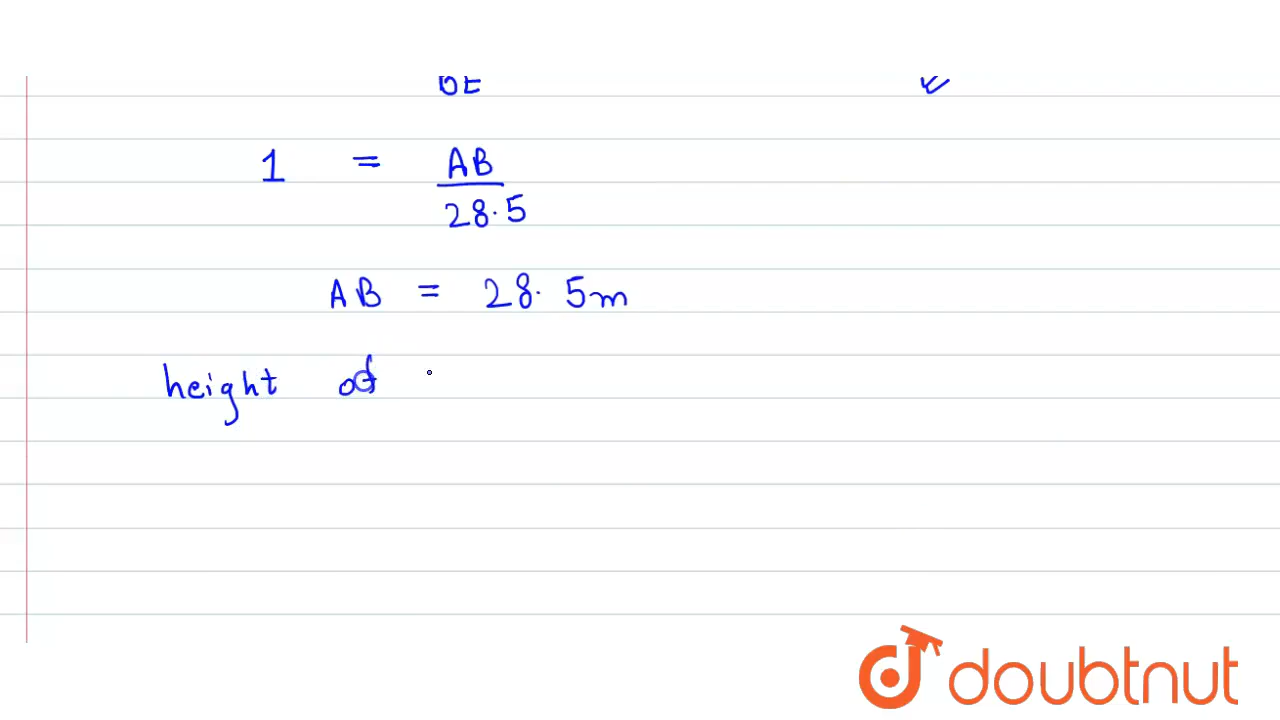 1 = AB
28.5
AB = 28.5m
height of
doubtnut